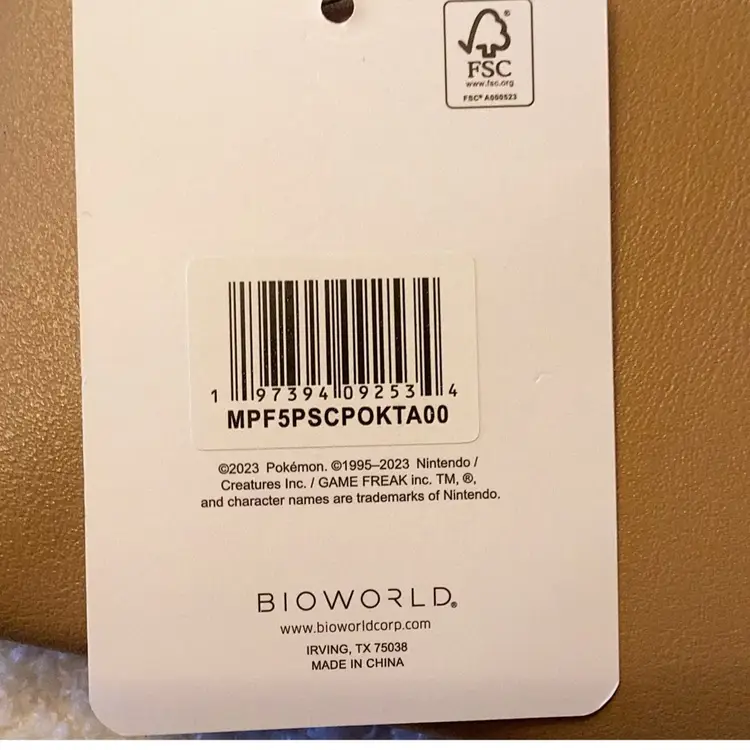 FSC®
www.fsc.org
FSC® A000523
1 97394 09253 4
MPF5PSCPOKTA00
©2023 Pokémon. ©1995–2023 Nintendo /
Creatures Inc. / GAME FREAK inc. TM, ®,
and character names are trademarks of Nintendo.
BIOWORLD®
www.bioworldcorp.com
IRVING, TX 75038
MADE IN CHINA